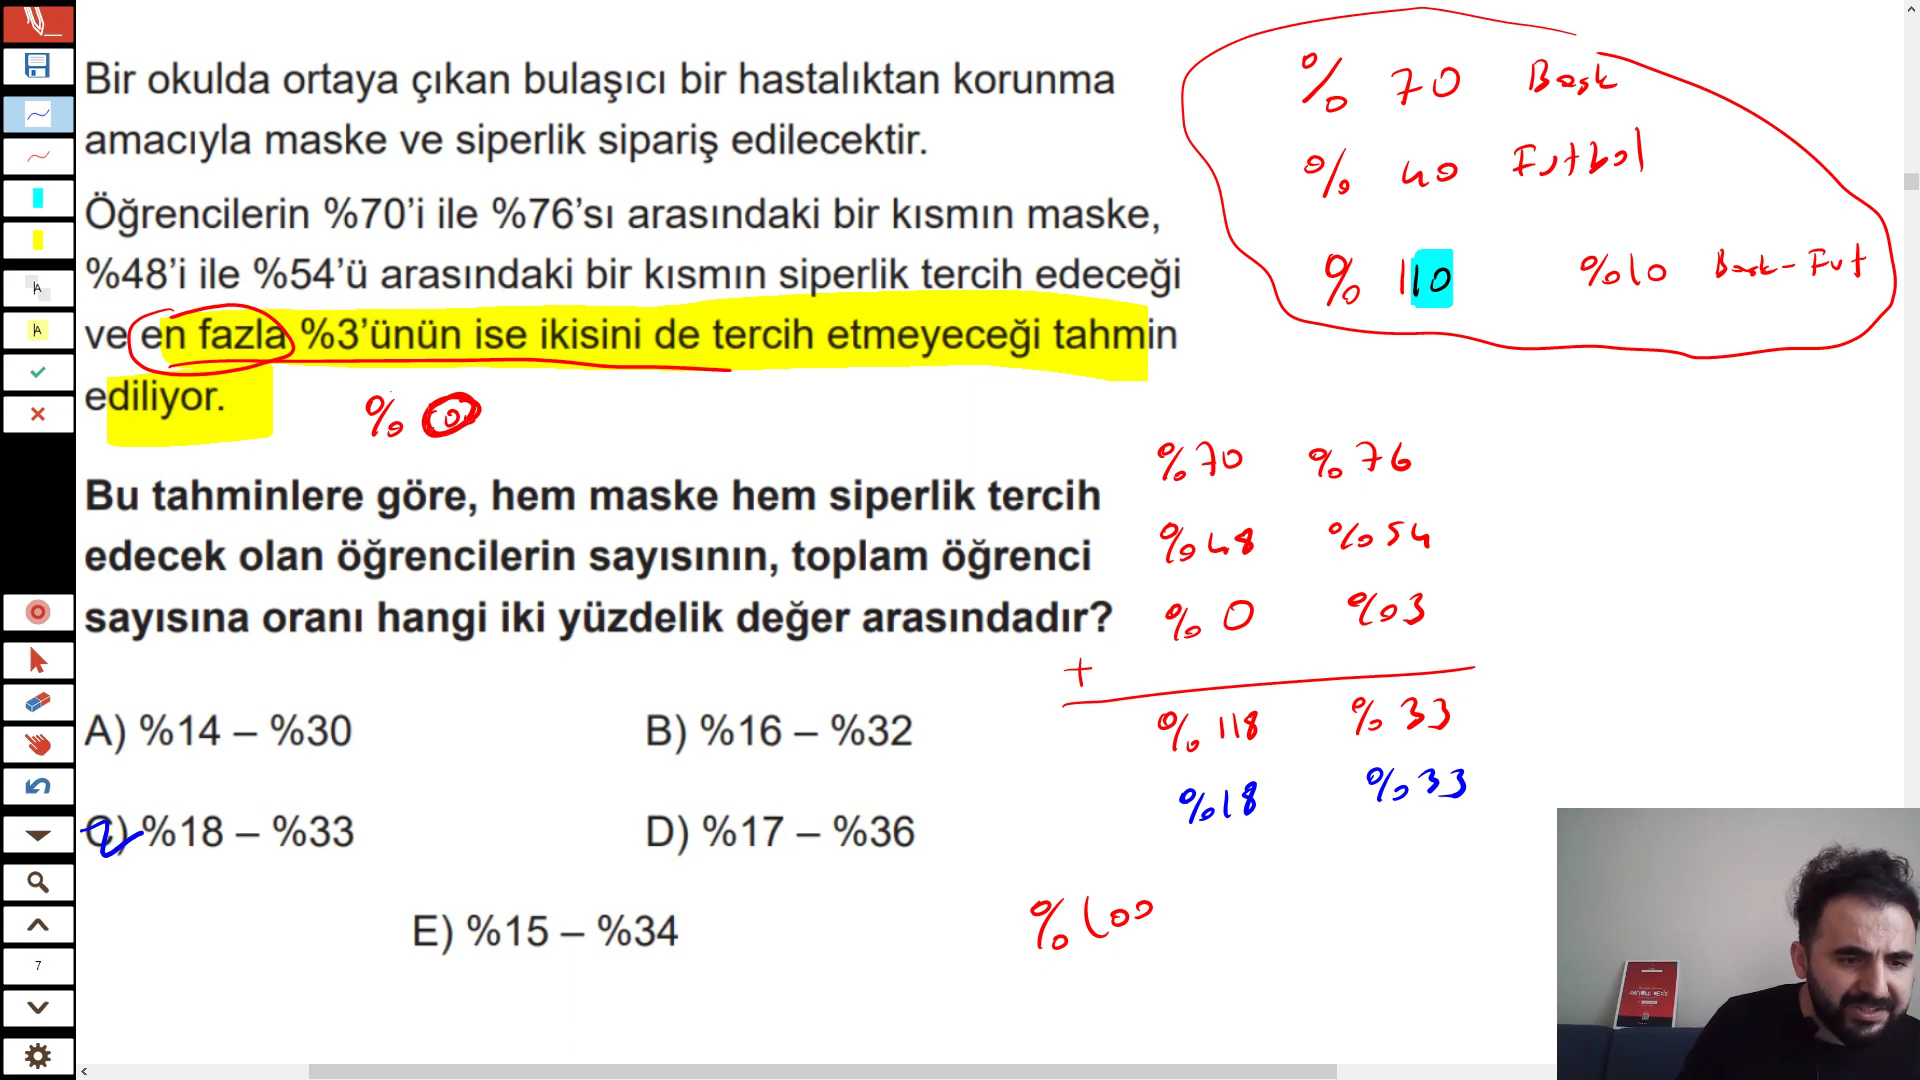 Bir okulda ortaya çıkan bulaşıcı bir hastalıktan korunma
amacıyla maske ve siperlik sipariş edilecektir.
Öğrencilerin %70’i ile %76’sı arasındaki bir kısmın maske,
%48’i ile %54’ü arasındaki bir kısmın siperlik tercih edeceği
ve en fazla %3’ünün ise ikisini de tercih etmeyeceği tahmin
ediliyor.
% 0
Bu tahminlere göre, hem maske hem siperlik tercih
edecek olan öğrencilerin sayısının, toplam öğrenci
sayısına oranı hangi iki yüzdelik değer arasındadır?
A) %14 – %30
B) %16 – %32
C) %18 – %33
D) %17 – %36
E) %15 – %34
% 70 Bask
% 40 Futbol
% 110 %10 Bask-Fut
%70 %76
%48 %54
%0 %3
+
%118 %33
%18 %33
%100
A
A
7